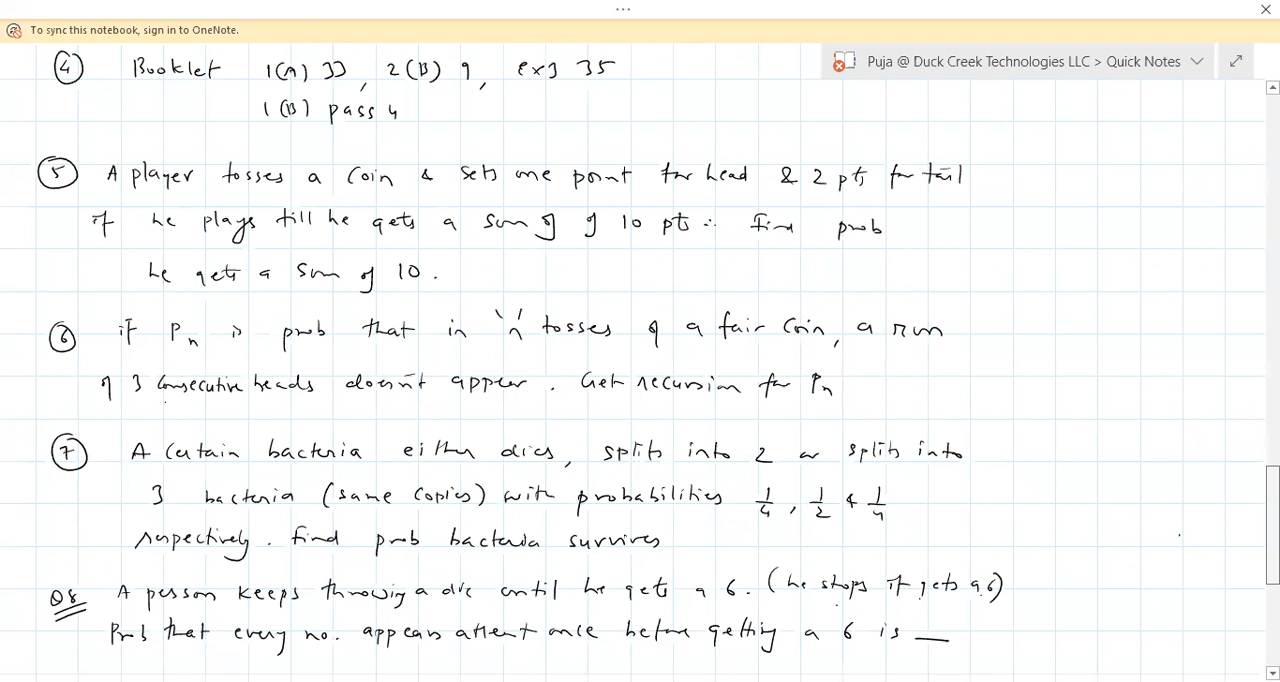 To sync this notebook, sign in to OneNote.
Puja @ Duck Creek Technologies LLC > Quick Notes
④ Booklet 1(A) 33, 2(B) 9, ex3 35
1(B) pass 4
⑤ A player tosses a coin & sets one point for head & 2 pts for tail
if he plays till he gets a sum of of 10 pts ∴ find prob
he gets a sum of 10.
⑥ if Pn is prob that in 'n' tosses of a fair coin, a run
of 3 consecutive heads doesn't appear. Get recursion for Pn
⑦ A certain bacteria either dies, splits into 2 or splits into
3 bacteria (same copies) with probabilities 1/4, 1/2 & 1/4
respectively. find prob bacteria survives
Q8 A person keeps throwing a dice until he gets a 6. (he stops if gets a 6)
Prob that every no. appears atleast once before getting a 6 is __